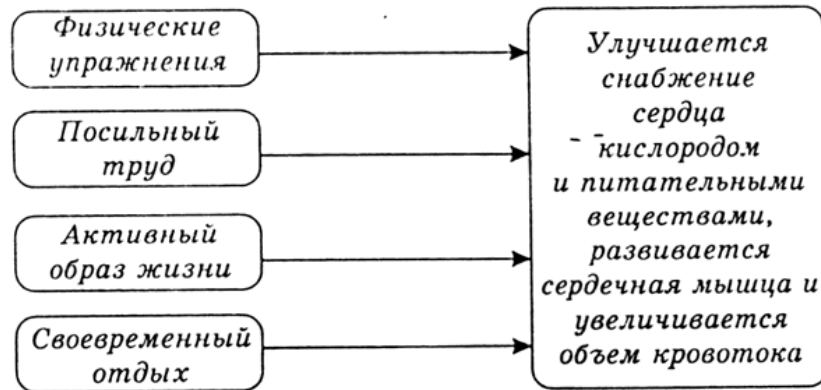 Физические
упражнения
Посильный
труд
Активный
образ жизни
Своевременный
отдых
Улучшается
снабжение
сердца
кислородом
и питательными
веществами,
развивается
сердечная мышца и
увеличивается
объем кровотока